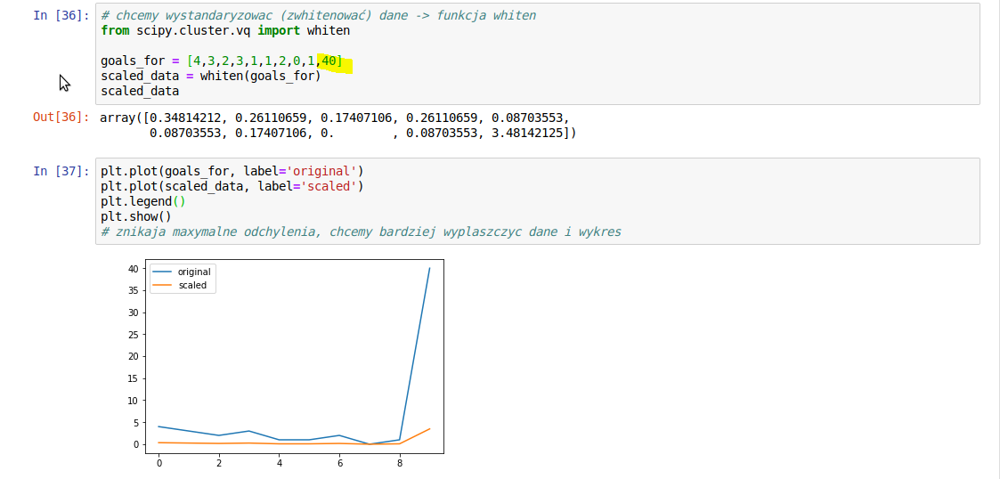 In [36]: # chcemy wystandaryzowac (zwhitenować) dane -> funkcja whiten
from scipy.cluster.vq import whiten
goals_for = [4,3,2,3,1,1,2,0,1,40]
scaled_data = whiten(goals_for)
scaled_data
Out[36]: array([0.34814212, 0.26110659, 0.17407106, 0.26110659, 0.08703553,
0.08703553, 0.17407106, 0.        , 0.08703553, 3.48142125])
In [37]: plt.plot(goals_for, label='original')
plt.plot(scaled_data, label='scaled')
plt.legend()
plt.show()
# znikaja maxymalne odchylenia, chcemy bardziej wyplaszczyc dane i wykres
original
scaled
40
35
30
25
20
15
10
5
0
0 2 4 6 8